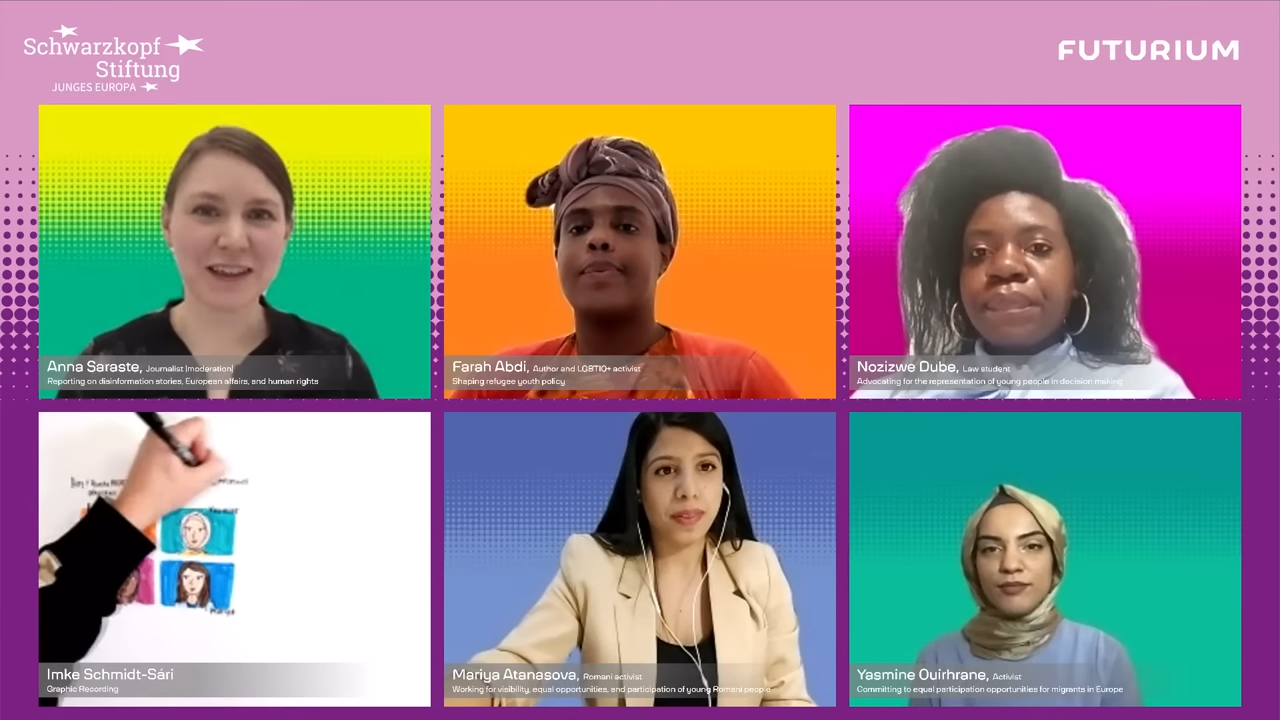 Schwarzkopf
Stiftung
JUNGES EUROPA
FUTURIUM
Anna Saraste, Journalist (moderation)
Reporting on disinformation stories, European affairs, and human rights
Farah Abdi, Author and LGBTIQ+ activist
Shaping refugee youth policy
Nozizwe Dube, Law student
Advocating for the representation of young people in decision making
Mariya
Imke Schmidt-Sári
Graphic Recording
Mariya Atanasova, Romani activist
Working for visibility, equal opportunities, and participation of young Romani people
Yasmine Ouirhrane, Activist
Committing to equal participation opportunities for migrants in Europe